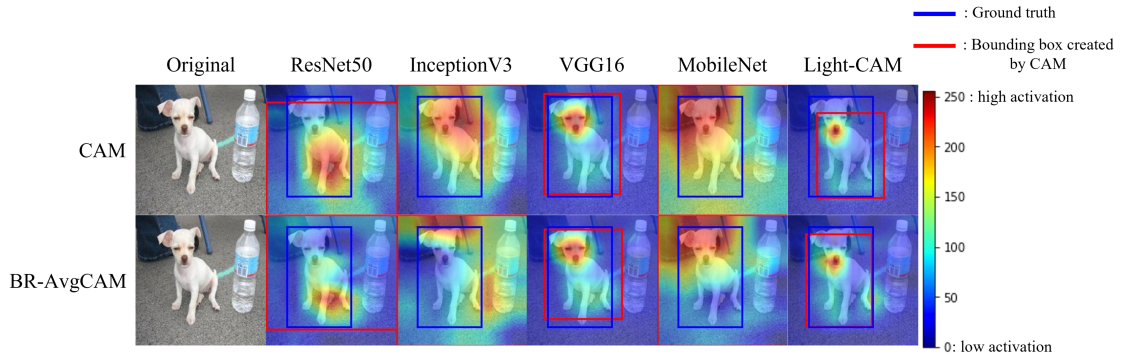 : Ground truth
: Bounding box created
by CAM
Original ResNet50 InceptionV3 VGG16 MobileNet Light-CAM
CAM
BR-AvgCAM
250 : high activation
200
150
100
50
0 : low activation